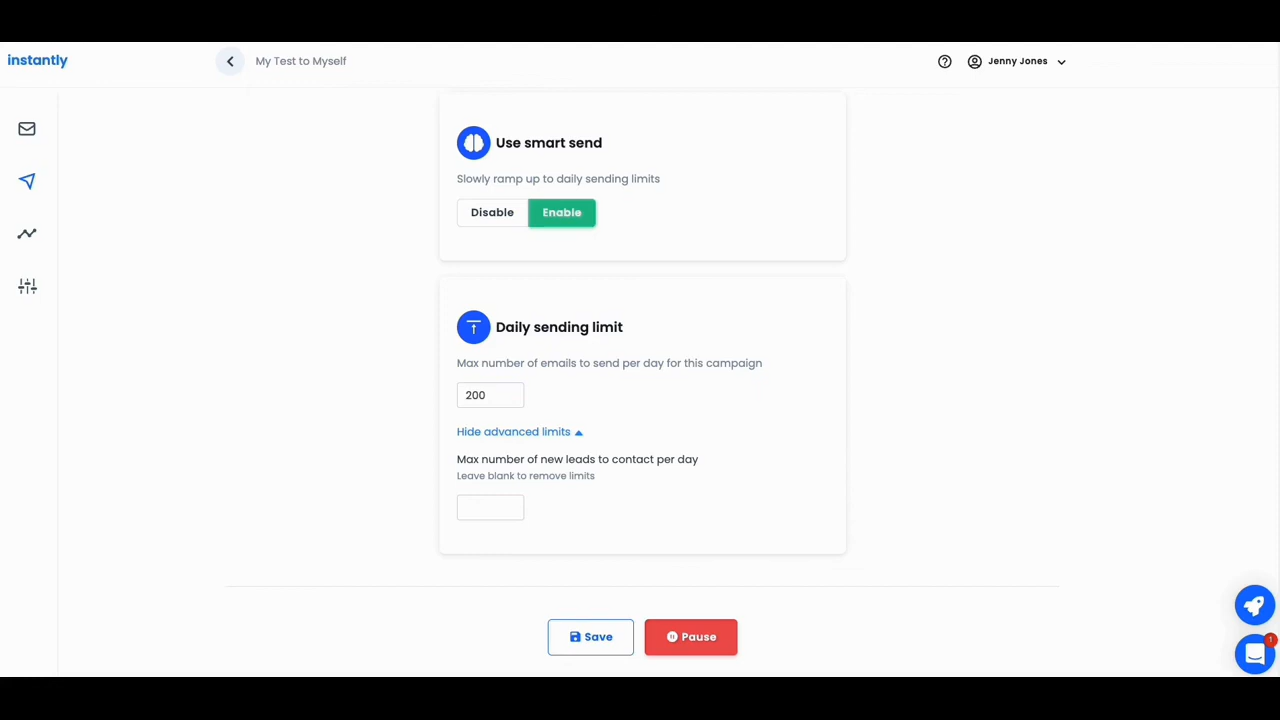 instantly
My Test to Myself
Jenny Jones
Use smart send
Slowly ramp up to daily sending limits
Disable
Enable
Daily sending limit
Max number of emails to send per day for this campaign
200
Hide advanced limits
Max number of new leads to contact per day
Leave blank to remove limits
Save
Pause
1